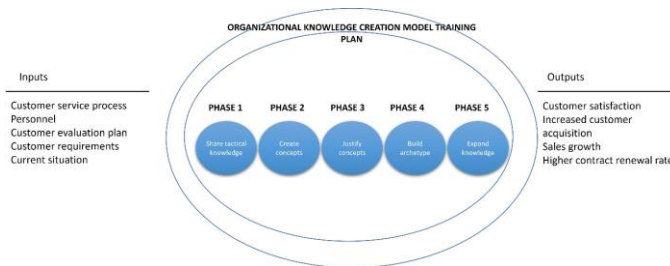 ORGANIZATIONAL KNOWLEDGE CREATION MODEL TRAINING
PLAN
Inputs
Customer service process
Personnel
Customer evaluation plan
Customer requirements
Current situation
PHASE 1
PHASE 2
PHASE 3
PHASE 4
PHASE 5
Share tactical
knowledge
Create
concepts
Justify
concepts
Build
archetype
Expand
knowledge
Outputs
Customer satisfaction
Increased customer
acquisition
Sales growth
Higher contract renewal rate